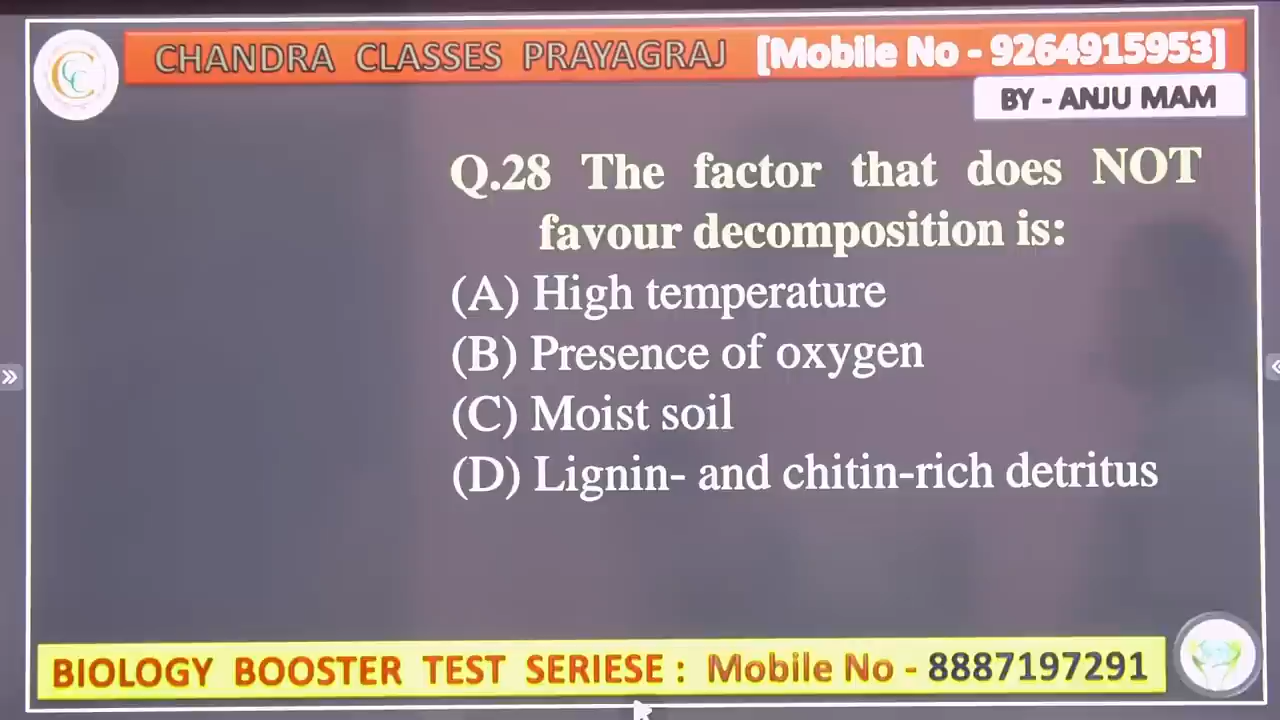 CHANDRA CLASSES PRAYAGRAJ [Mobile No - 9264915953]
BY - ANJU MAM
Q.28 The factor that does NOT
favour decomposition is:
(A) High temperature
(B) Presence of oxygen
(C) Moist soil
(D) Lignin- and chitin-rich detritus
BIOLOGY BOOSTER TEST SERIESE : Mobile No - 8887197291